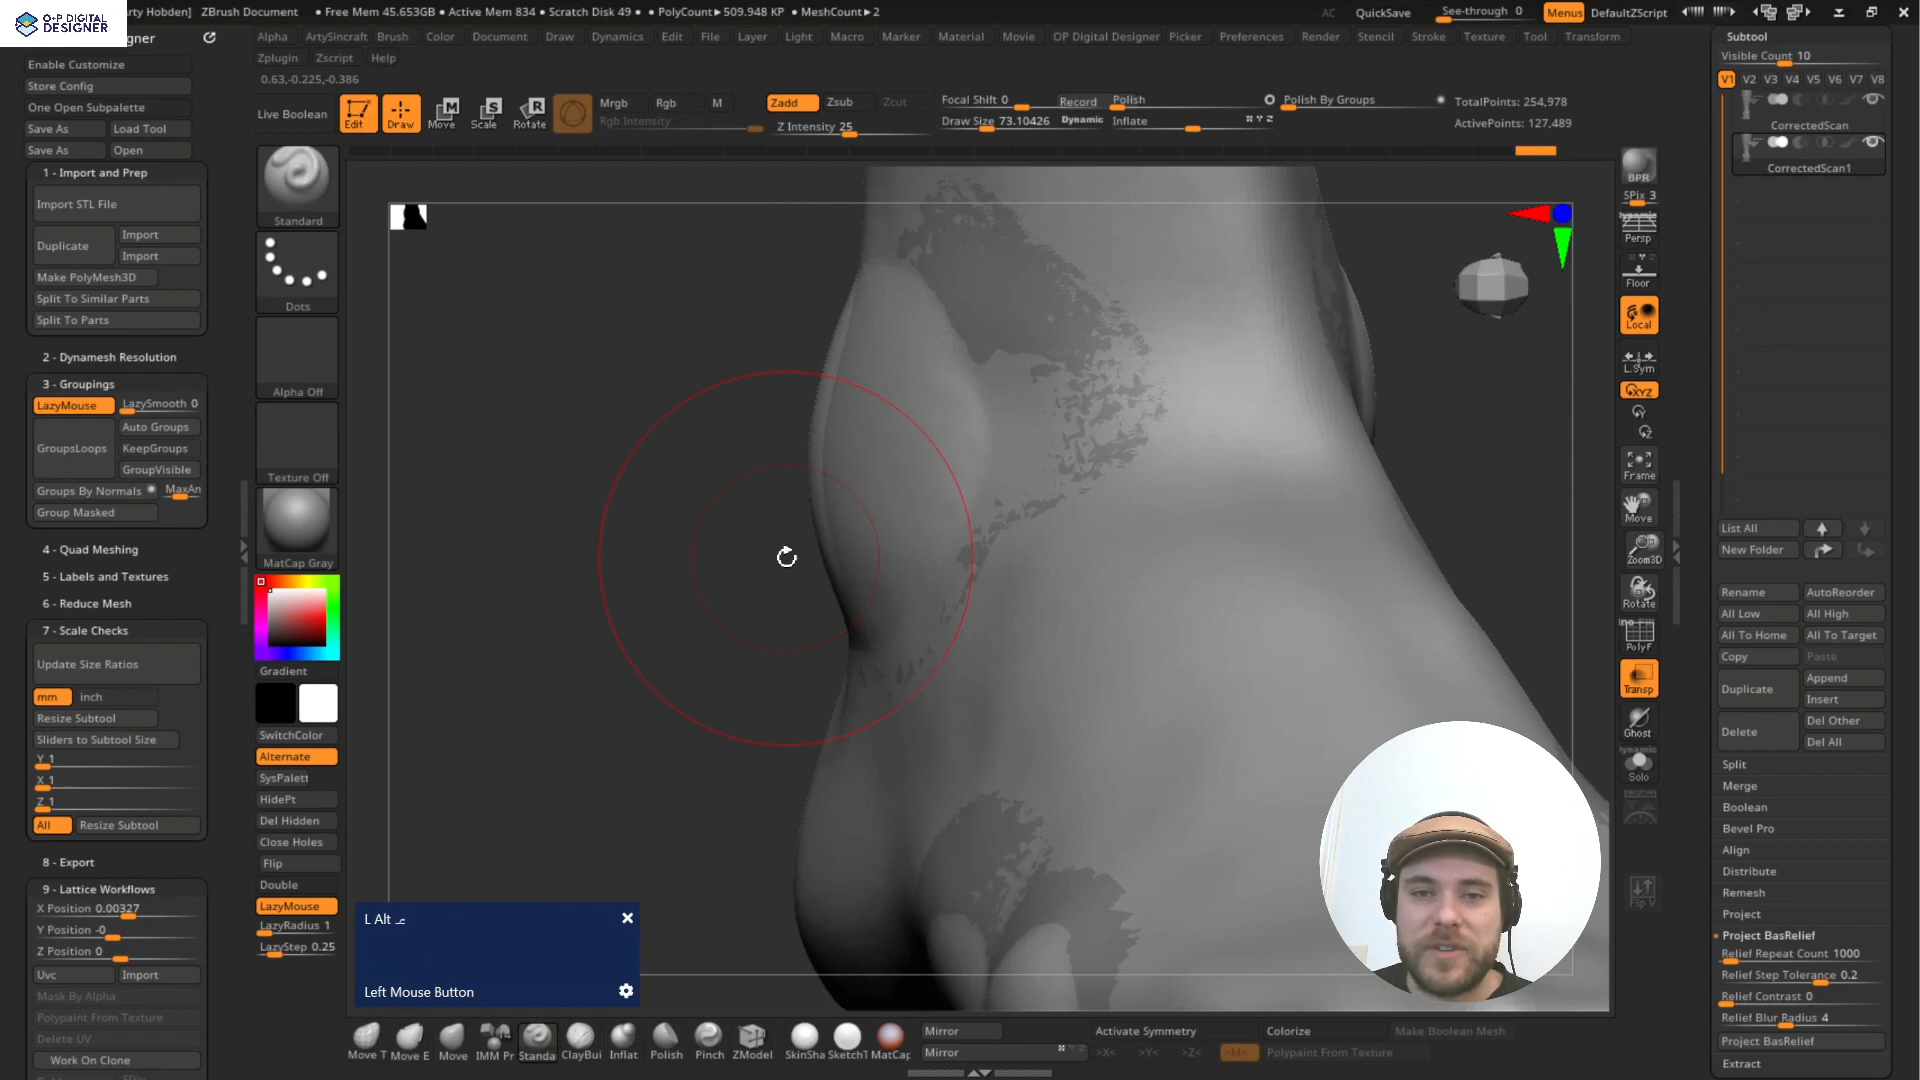 O+P DIGITAL
DESIGNER
arty Hobden] ZBrush Document • Free Mem 45.653GB • Active Mem 834 • Scratch Disk 49 • PolyCount▸ 509.948 KP • MeshCount▸ 2
AC QuickSave See-through 0 Menus DefaultZScript
gner
Alpha ArtySincraft Brush Color Document Draw Dynamics Edit File Layer Light Macro Marker Material Movie OP Digital Designer Picker Preferences Render Stencil Stroke Texture Tool Transform
Zplugin Zscript Help
0.63,-0.225,-0.386
Enable Customize
Store Config
One Open Subpalette
Save As Load Tool
Save As Open
1 - Import and Prep
Import STL File
Duplicate Import
Import
Make PolyMesh3D
Split To Similar Parts
Split To Parts
2 - Dynamesh Resolution
3 - Groupings
LazyMouse LazySmooth 0
GroupsLoops Auto Groups
KeepGroups
GroupVisible
Groups By Normals MaxAn
Group Masked
4 - Quad Meshing
5 - Labels and Textures
6 - Reduce Mesh
7 - Scale Checks
Update Size Ratios
mm inch
Resize Subtool
Sliders to Subtool Size
Y 1
X 1
Z 1
All Resize Subtool
8 - Export
9 - Lattice Workflows
X Position 0.00327
Y Position -0
Z Position 0
Uvc Import
Mask By Alpha
Polypaint From Texture
Delete UV
Work On Clone
Live Boolean Edit Draw Move Scale Rotate
Mrgb Rgb M
Rgb Intensity
Zadd Zsub Zcut
Z Intensity 25
Focal Shift 0 Record Polish Polish By Groups
Draw Size 73.10426 Dynamic Inflate
TotalPoints: 254,978
ActivePoints: 127,489
Standard
Dots
Alpha Off
Texture Off
MatCap Gray
Gradient
SwitchColor
Alternate
SysPalett
HidePt
Del Hidden
Close Holes
Flip
Double
LazyMouse
LazyRadius 1
LazyStep 0.25
L Alt
Left Mouse Button
Move T Move E Move IMM Pr Standa ClayBui Inflat Polish Pinch ZModel SkinSha SketchT MatCap
Mirror
Mirror
Activate Symmetry
>X< >Y< >Z< >M<
Colorize
Polypaint From Texture
Make Boolean Mesh
BPR
SPix 3
Dynamic
Persp
Floor
Local
L.Sym
XYZ
Y
Z
Frame
Move
Zoom3D
Rotate
PolyF
Transp
Ghost
Dynamic
Solo
Flip V
Subtool
Visible Count 10
V1 V2 V3 V4 V5 V6 V7 V8
CorrectedScan
CorrectedScan1
List All
New Folder
Rename AutoReorder
All Low All High
All To Home All To Target
Copy Paste
Duplicate Append
Insert
Delete Del Other
Del All
Split
Merge
Boolean
Bevel Pro
Align
Distribute
Remesh
Project
Project BasRelief
Relief Repeat Count 1000
Relief Step Tolerance 0.2
Relief Contrast 0
Relief Blur Radius 4
Project BasRelief
Extract